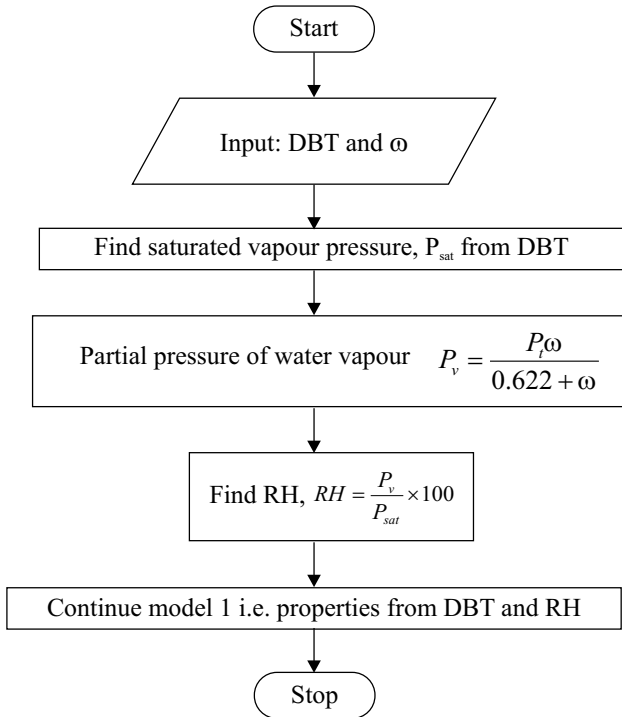 Start
Input: DBT and ω
Find saturated vapour pressure, P_sat from DBT
Partial pressure of water vapour P_v = P_tω / (0.622 + ω)
Find RH, RH = P_v / P_sat × 100
Continue model 1 i.e. properties from DBT and RH
Stop